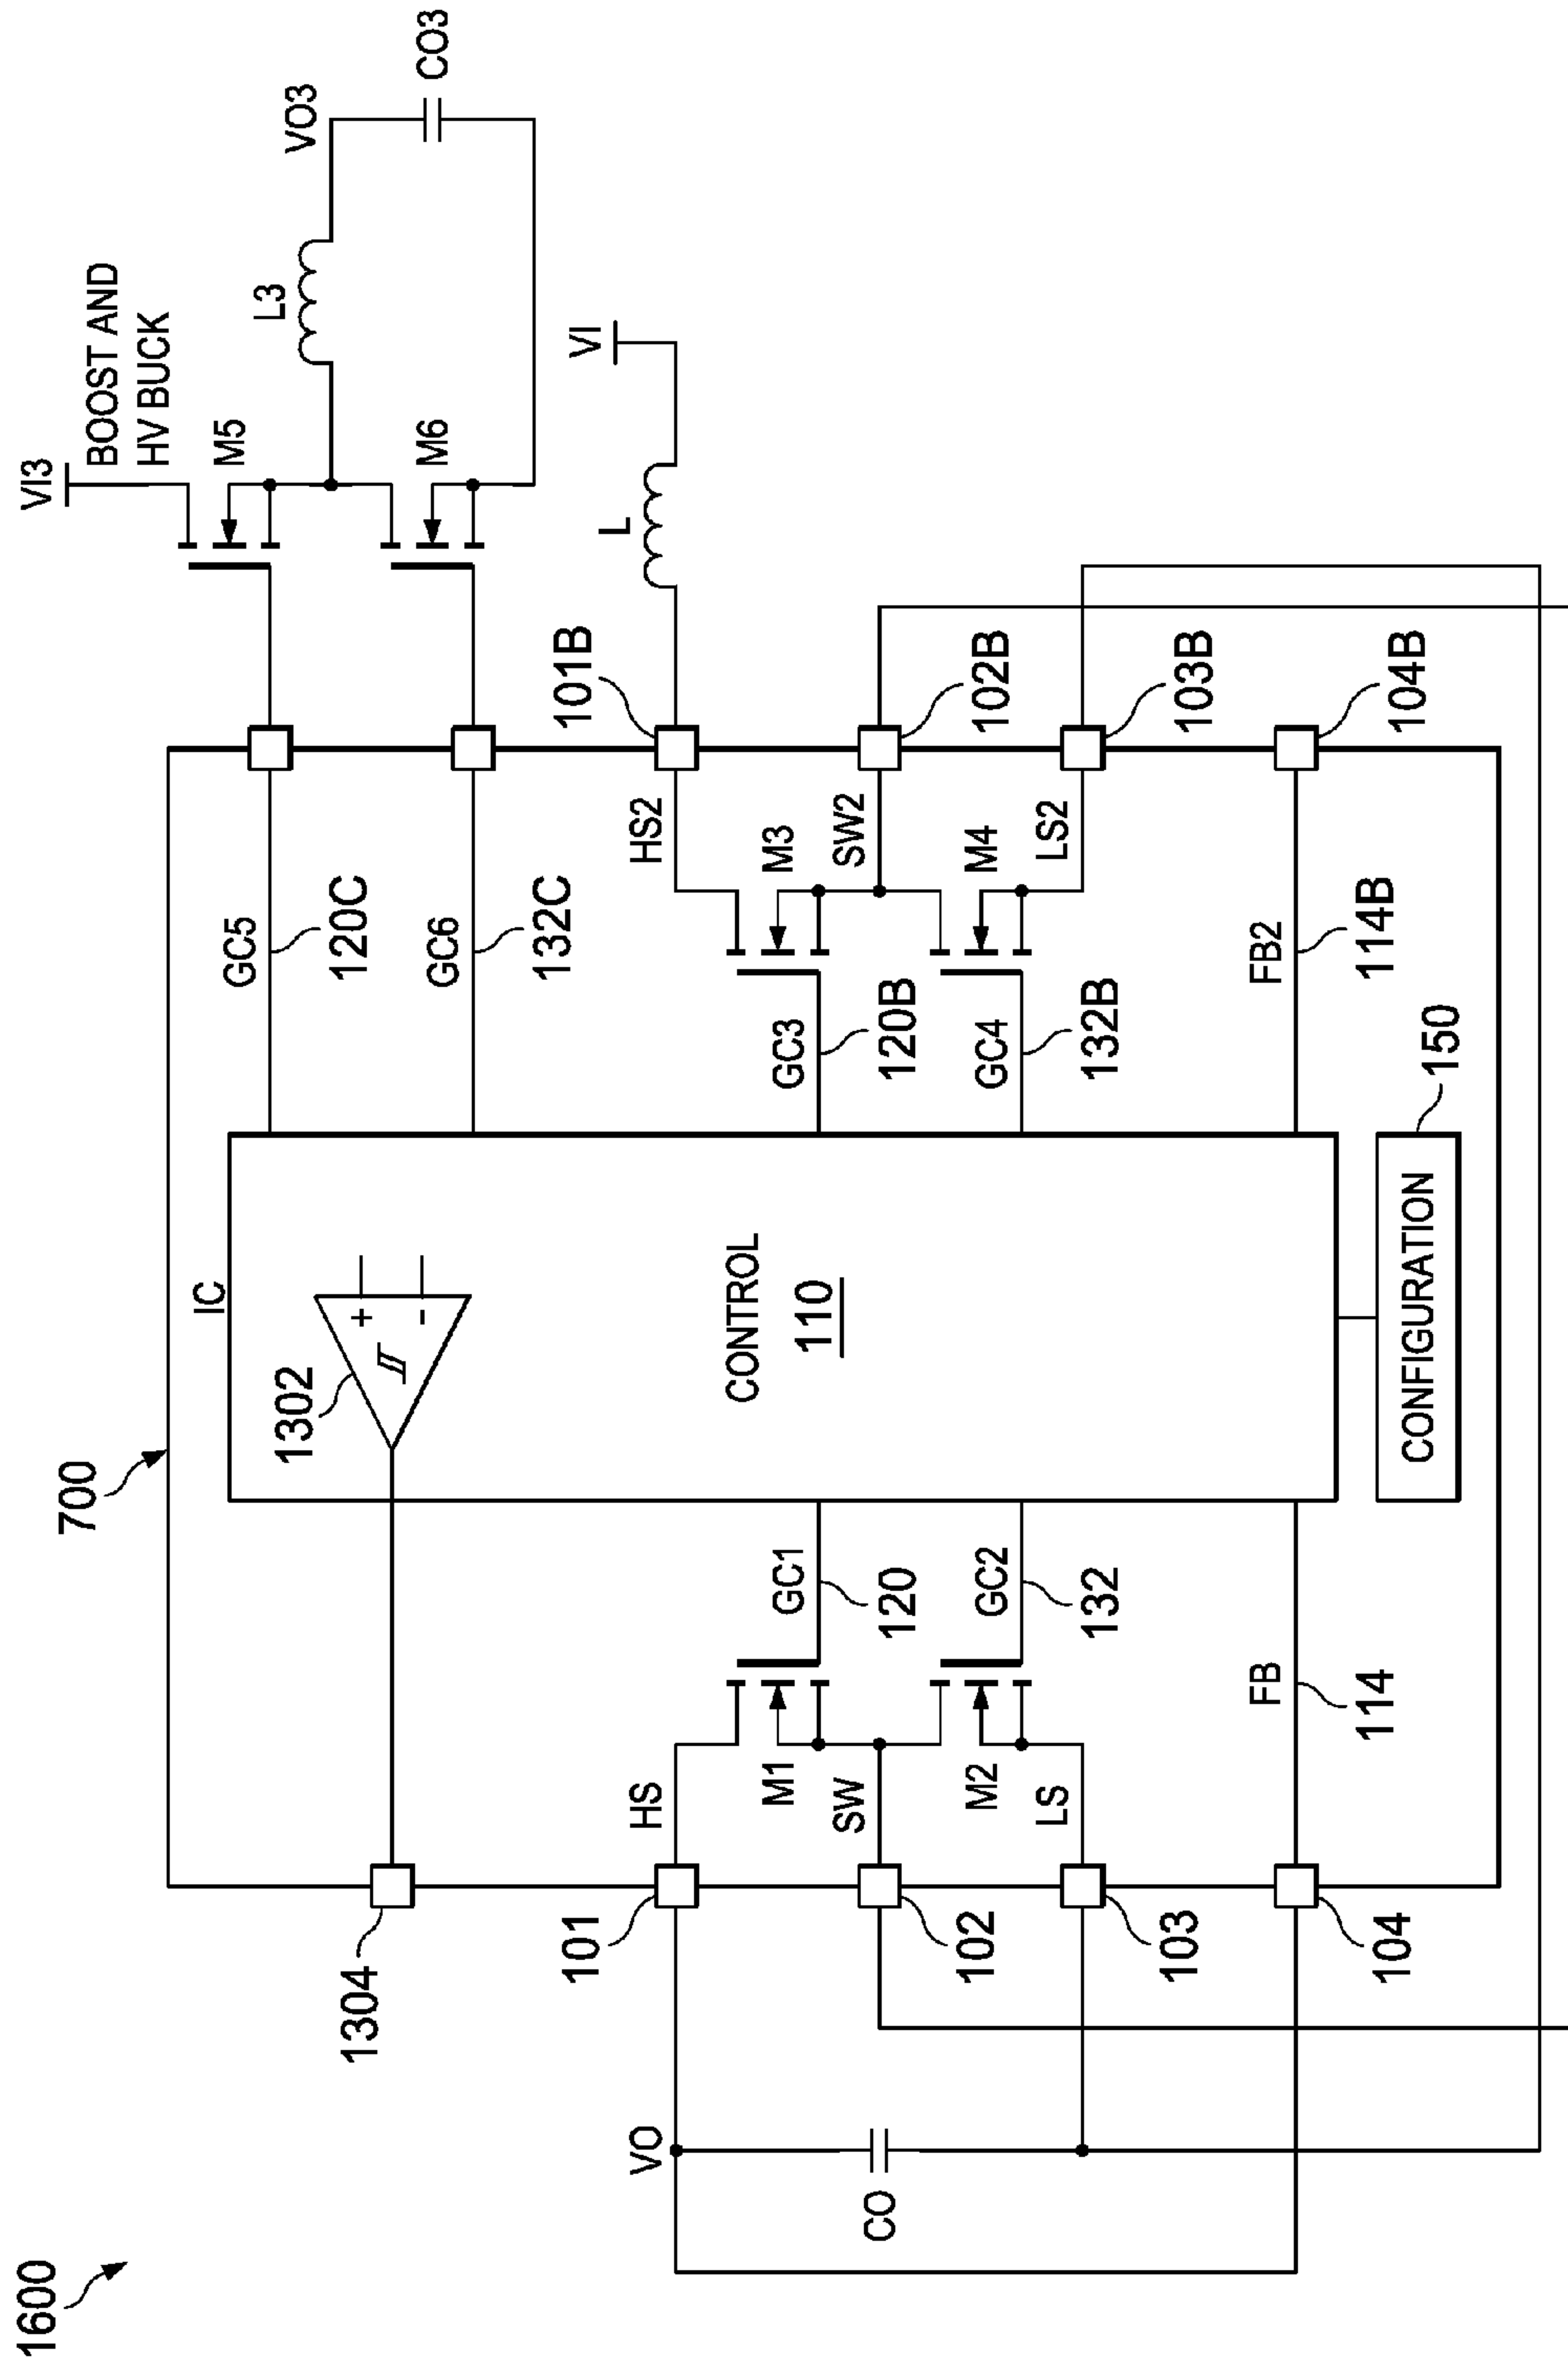 1600
700
IC
VI3
BOOST AND
HV BUCK
M5
L3
VO3
CO3
M6
GC5
120C
GC6
132C
1302
+
-
1304
CONTROL
110
VI
L
101B
HS2
M3
SW2
102B
M4
LS2
103B
GC3
120B
GC4
132B
FB2
114B
104B
HS
101
M1
SW
102
M2
LS
103
GC1
120
GC2
132
FB
114
104
VO
CO
150
CONFIGURATION